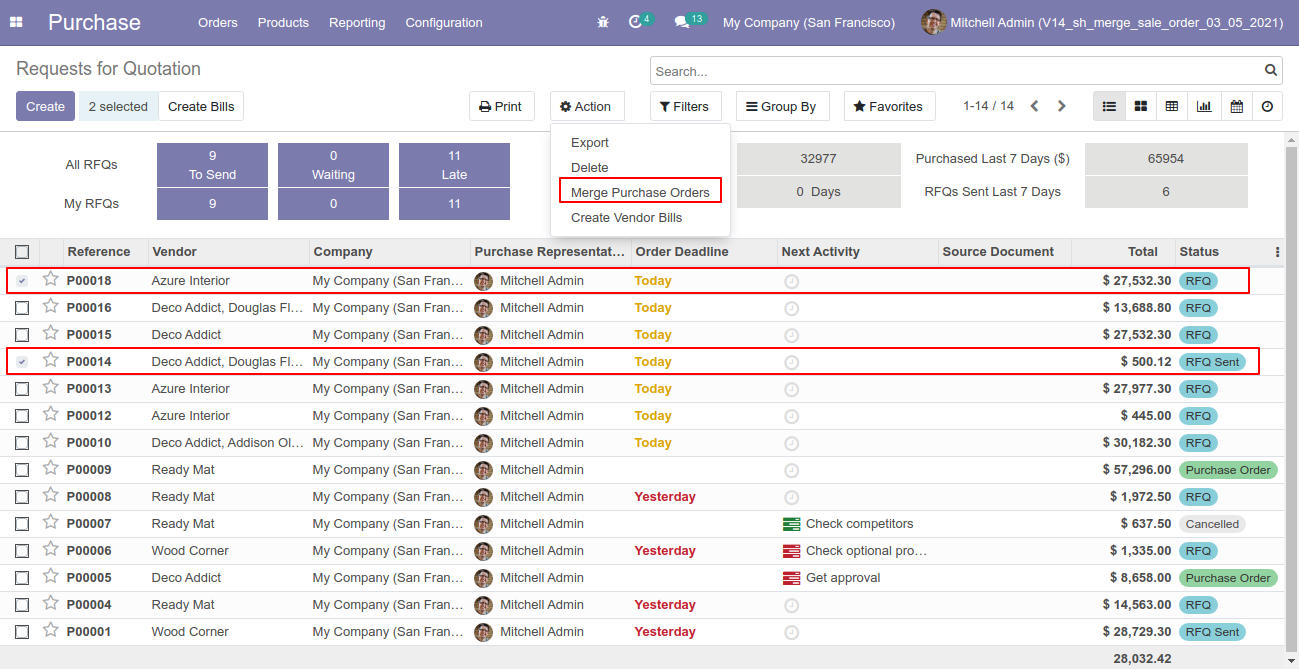 Purchase Orders Products Reporting Configuration 4 13 My Company (San Francisco) Mitchell Admin (V14_sh_merge_sale_order_03_05_2021)
Requests for Quotation Search...
Create 2 selected Create Bills Print Action Filters Group By Favorites 1-14 / 14
Export
Delete
Merge Purchase Orders
Create Vendor Bills
All RFQs 9 To Send 0 Waiting 11 Late 32977 Purchased Last 7 Days ($) 65954
My RFQs 9 0 11 0 Days RFQs Sent Last 7 Days 6
Reference Vendor Company Purchase Representat... Order Deadline Next Activity Source Document Total Status
P00018 Azure Interior My Company (San Fran... Mitchell Admin Today $ 27,532.30 RFQ
P00016 Deco Addict, Douglas Fl... My Company (San Fran... Mitchell Admin Today $ 13,688.80 RFQ
P00015 Deco Addict My Company (San Fran... Mitchell Admin Today $ 27,532.30 RFQ
P00014 Deco Addict, Douglas Fl... My Company (San Fran... Mitchell Admin Today $ 500.12 RFQ Sent
P00013 Azure Interior My Company (San Fran... Mitchell Admin Today $ 27,977.30 RFQ
P00012 Azure Interior My Company (San Fran... Mitchell Admin Today $ 445.00 RFQ
P00010 Deco Addict, Addison Ol... My Company (San Fran... Mitchell Admin Today $ 30,182.30 RFQ
P00009 Ready Mat My Company (San Fran... Mitchell Admin $ 57,296.00 Purchase Order
P00008 Ready Mat My Company (San Fran... Mitchell Admin Yesterday $ 1,972.50 RFQ
P00007 Ready Mat My Company (San Fran... Mitchell Admin Check competitors $ 637.50 Cancelled
P00006 Wood Corner My Company (San Fran... Mitchell Admin Yesterday Check optional pro... $ 1,335.00 RFQ
P00005 Deco Addict My Company (San Fran... Mitchell Admin Get approval $ 8,658.00 Purchase Order
P00004 Ready Mat My Company (San Fran... Mitchell Admin Yesterday $ 14,563.00 RFQ
P00001 Wood Corner My Company (San Fran... Mitchell Admin Yesterday $ 28,729.30 RFQ Sent
28,032.42